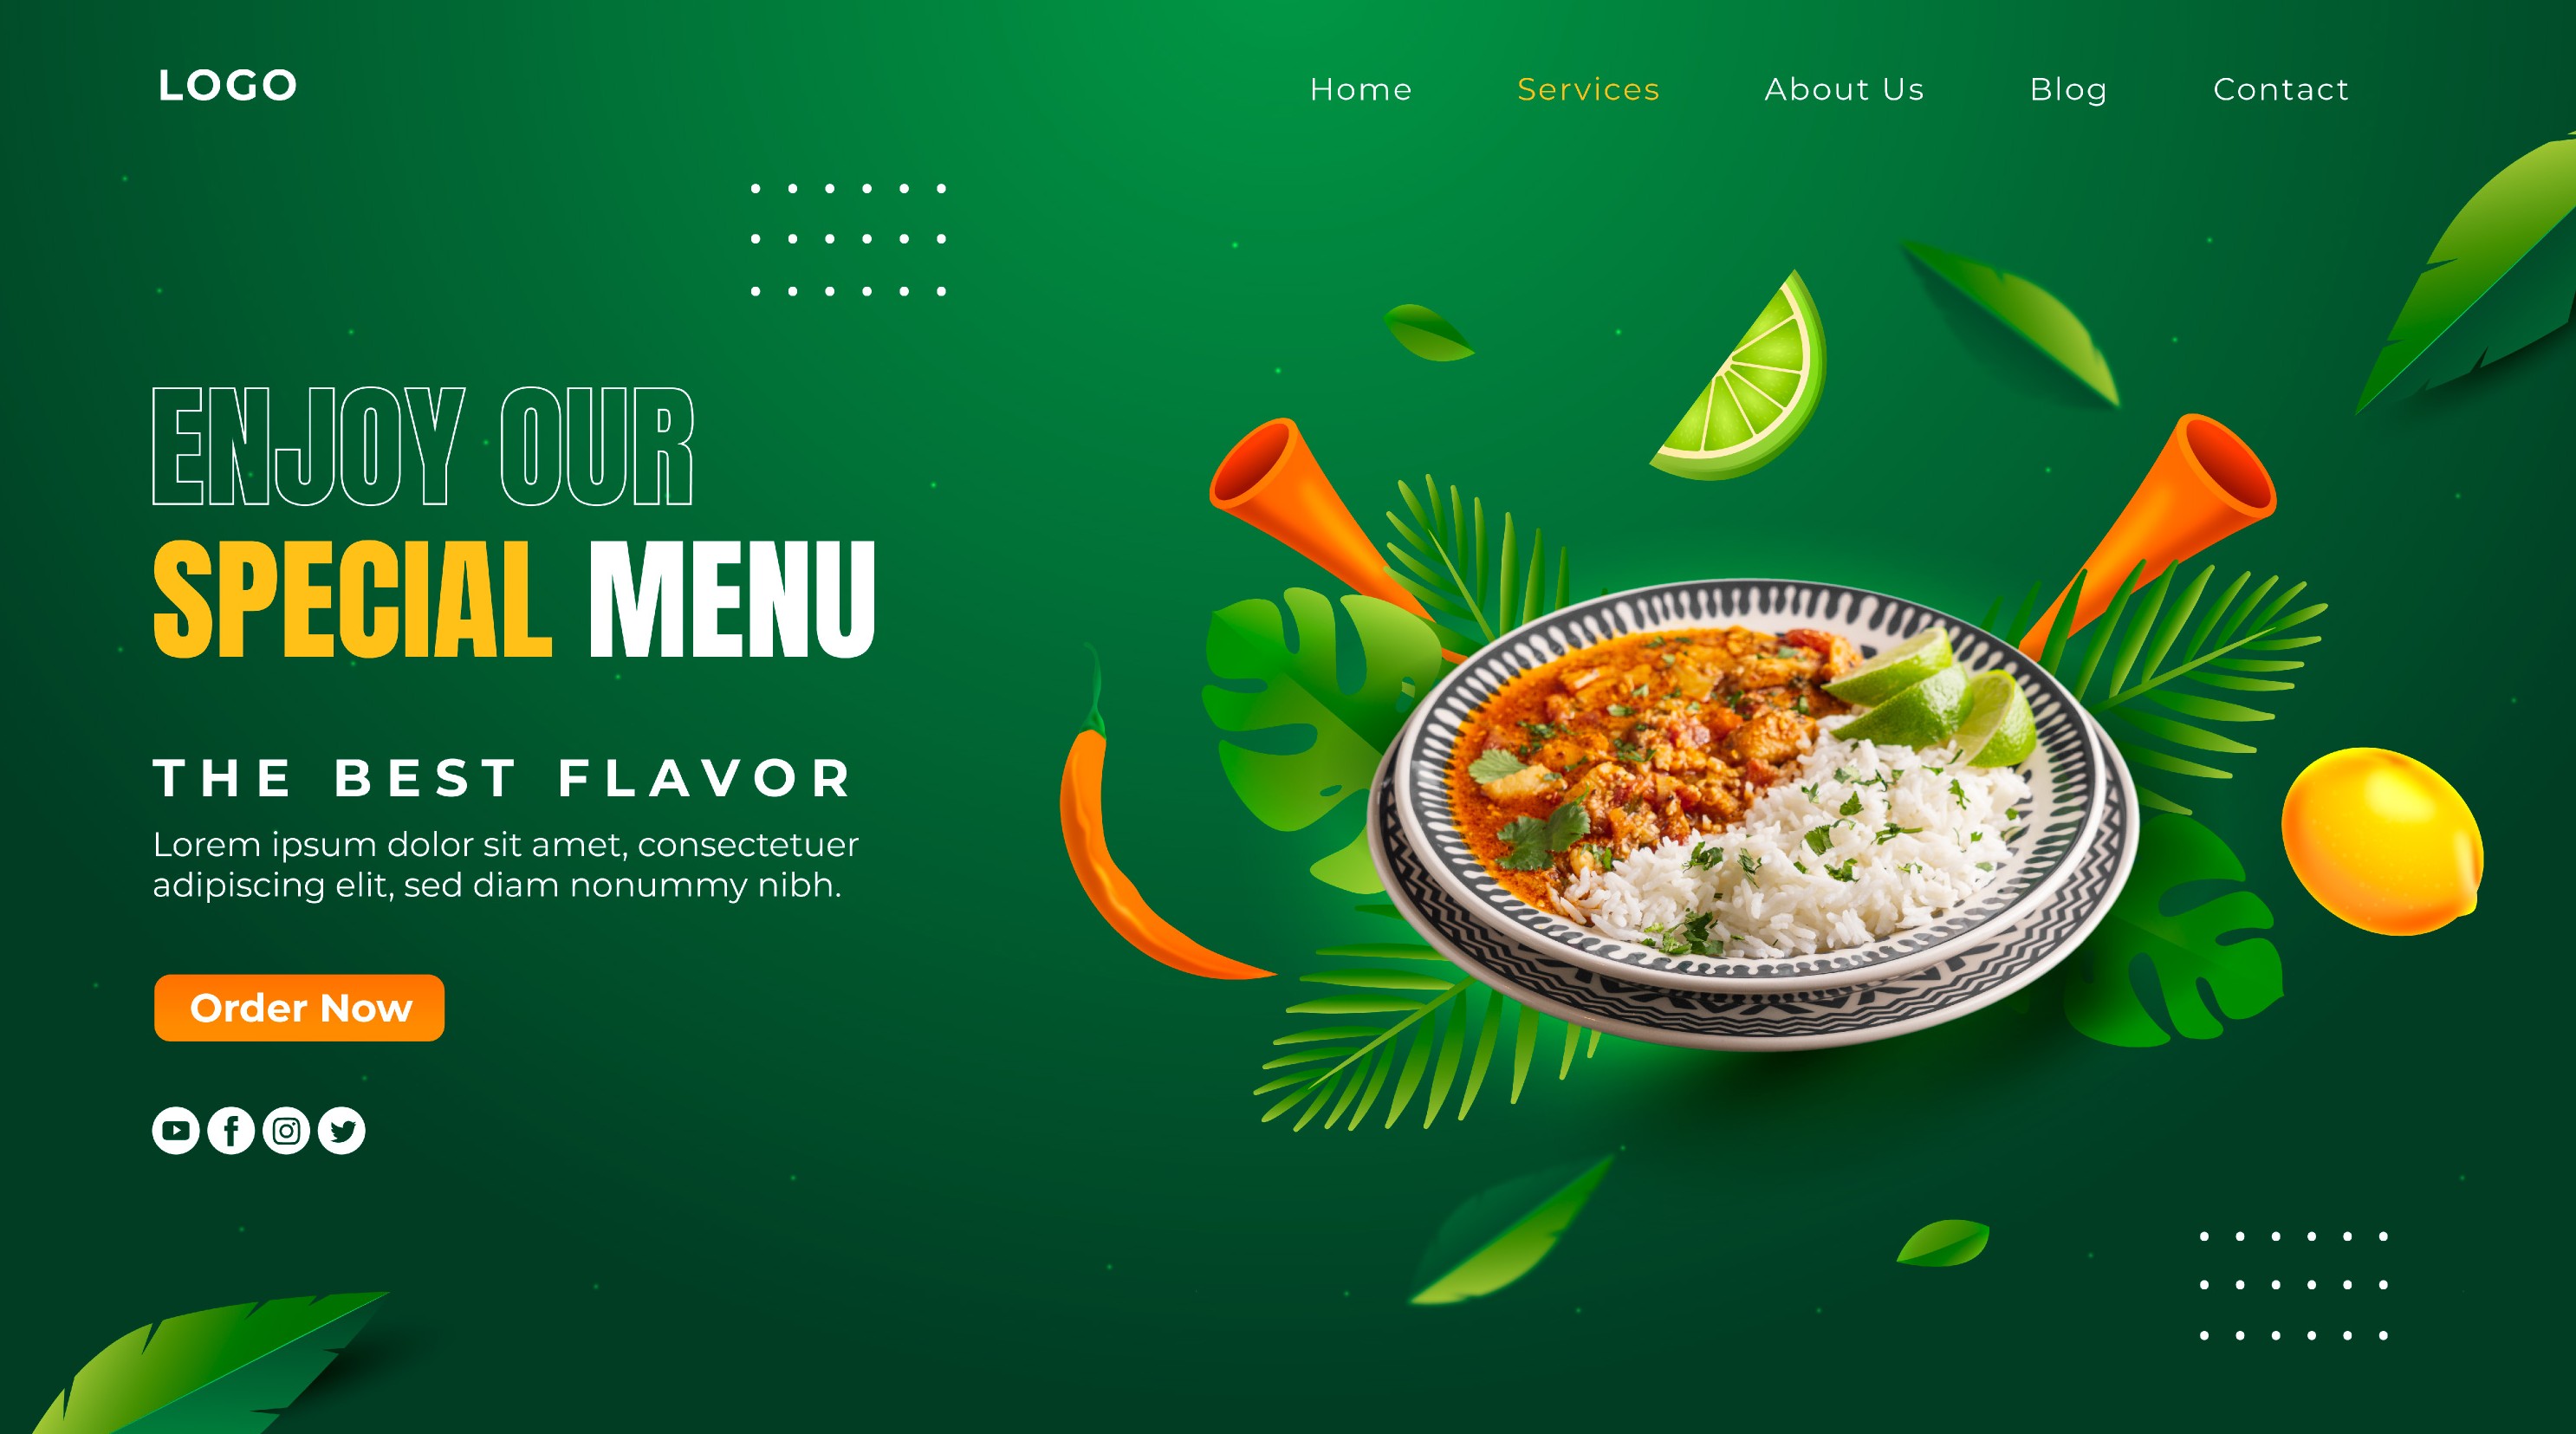 LOGO
Home Services About Us Blog Contact
ENJOY OUR
SPECIAL MENU
THE BEST FLAVOR
Lorem ipsum dolor sit amet, consectetuer
adipiscing elit, sed diam nonummy nibh.
Order Now